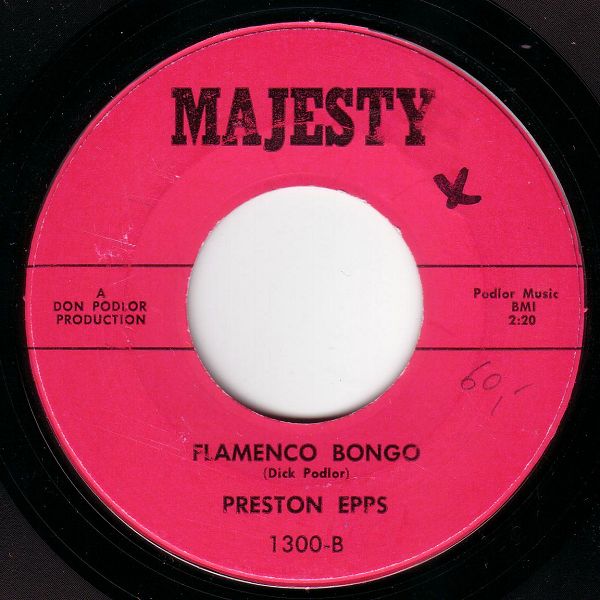 MAJESTY
A
DON PODLOR
PRODUCTION
Podlor Music
BMI
2:20
60,-
FLAMENCO BONGO
(Dick Podlor)
PRESTON EPPS
1300-B